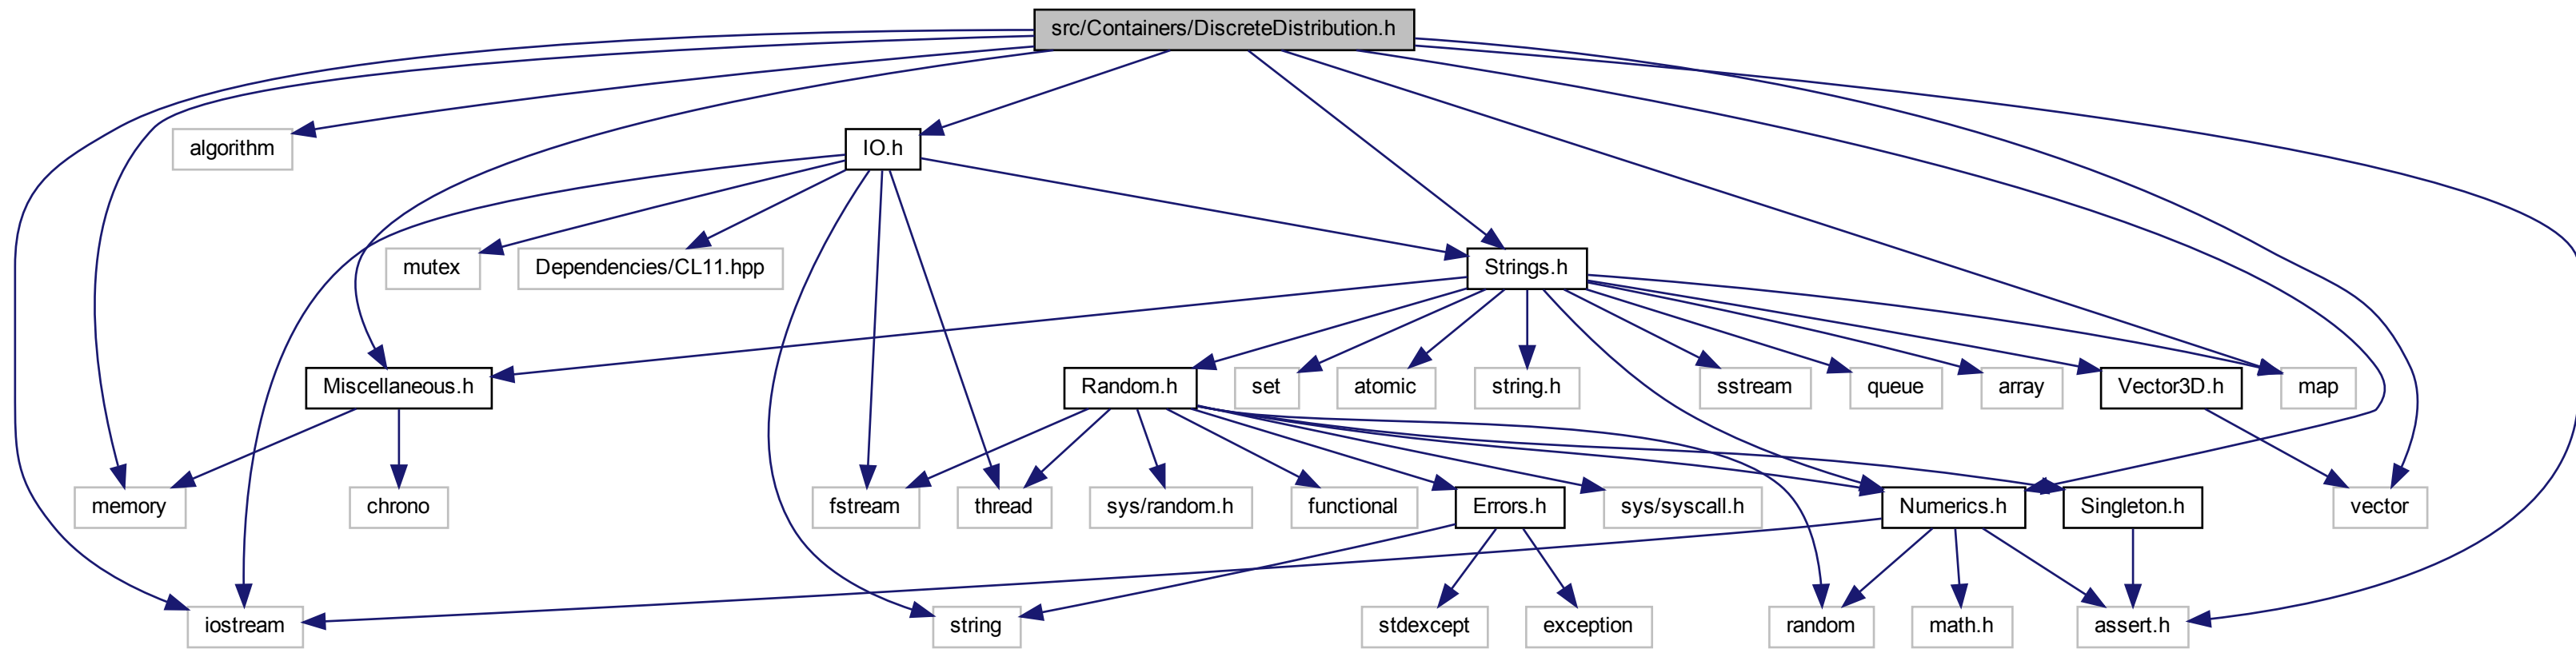 src/Containers/DiscreteDistribution.h
algorithm
IO.h
mutex
Dependencies/CL11.hpp
Strings.h
Miscellaneous.h
Random.h
set
atomic
string.h
sstream
queue
array
Vector3D.h
map
memory
chrono
fstream
thread
sys/random.h
functional
Errors.h
sys/syscall.h
Numerics.h
Singleton.h
vector
iostream
string
stdexcept
exception
random
math.h
assert.h